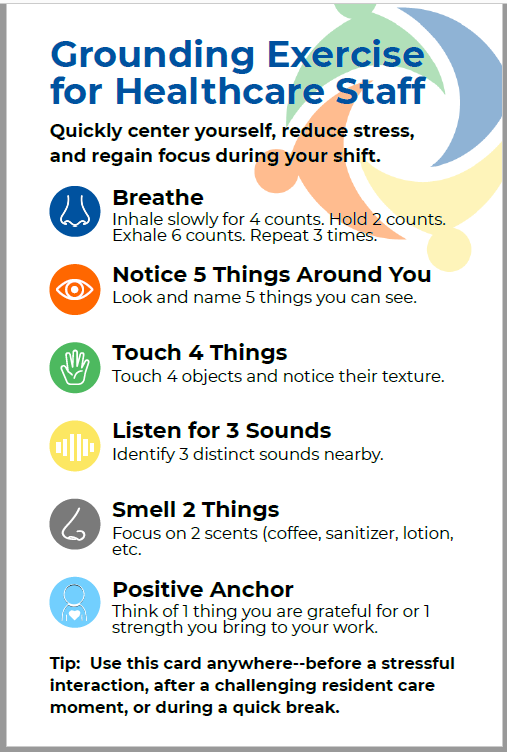 Grounding Exercise
for Healthcare Staff
Quickly center yourself, reduce stress,
and regain focus during your shift.
Breathe
Inhale slowly for 4 counts. Hold 2 counts.
Exhale 6 counts. Repeat 3 times.
Notice 5 Things Around You
Look and name 5 things you can see.
Touch 4 Things
Touch 4 objects and notice their texture.
Listen for 3 Sounds
Identify 3 distinct sounds nearby.
Smell 2 Things
Focus on 2 scents (coffee, sanitizer, lotion,
etc.
Positive Anchor
Think of 1 thing you are grateful for or 1
strength you bring to your work.
Tip:  Use this card anywhere--before a stressful
interaction, after a challenging resident care
moment, or during a quick break.